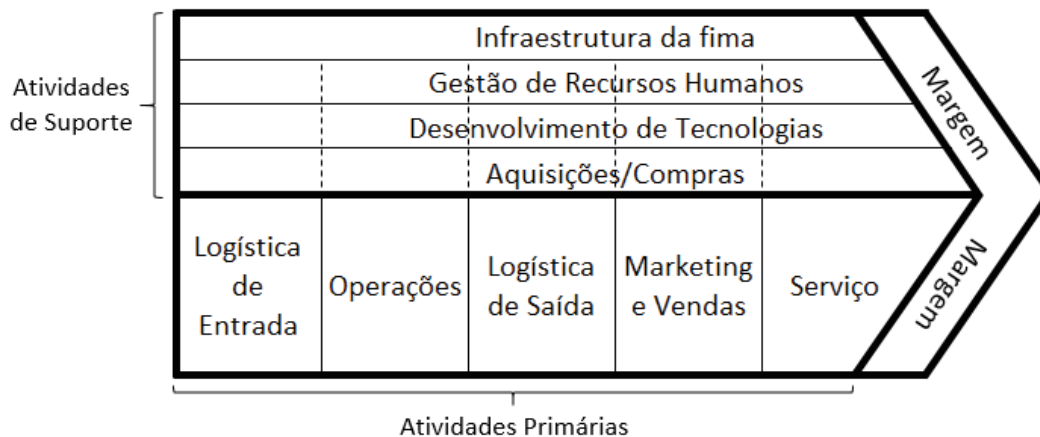 Infraestrutura da fima
Atividades
de Suporte
Gestão de Recursos Humanos
Desenvolvimento de Tecnologias
Aquisições/Compras
Margem
Logística
de
Entrada
Operações
Logística
de Saída
Marketing
e Vendas
Serviço
Margem
Atividades Primárias